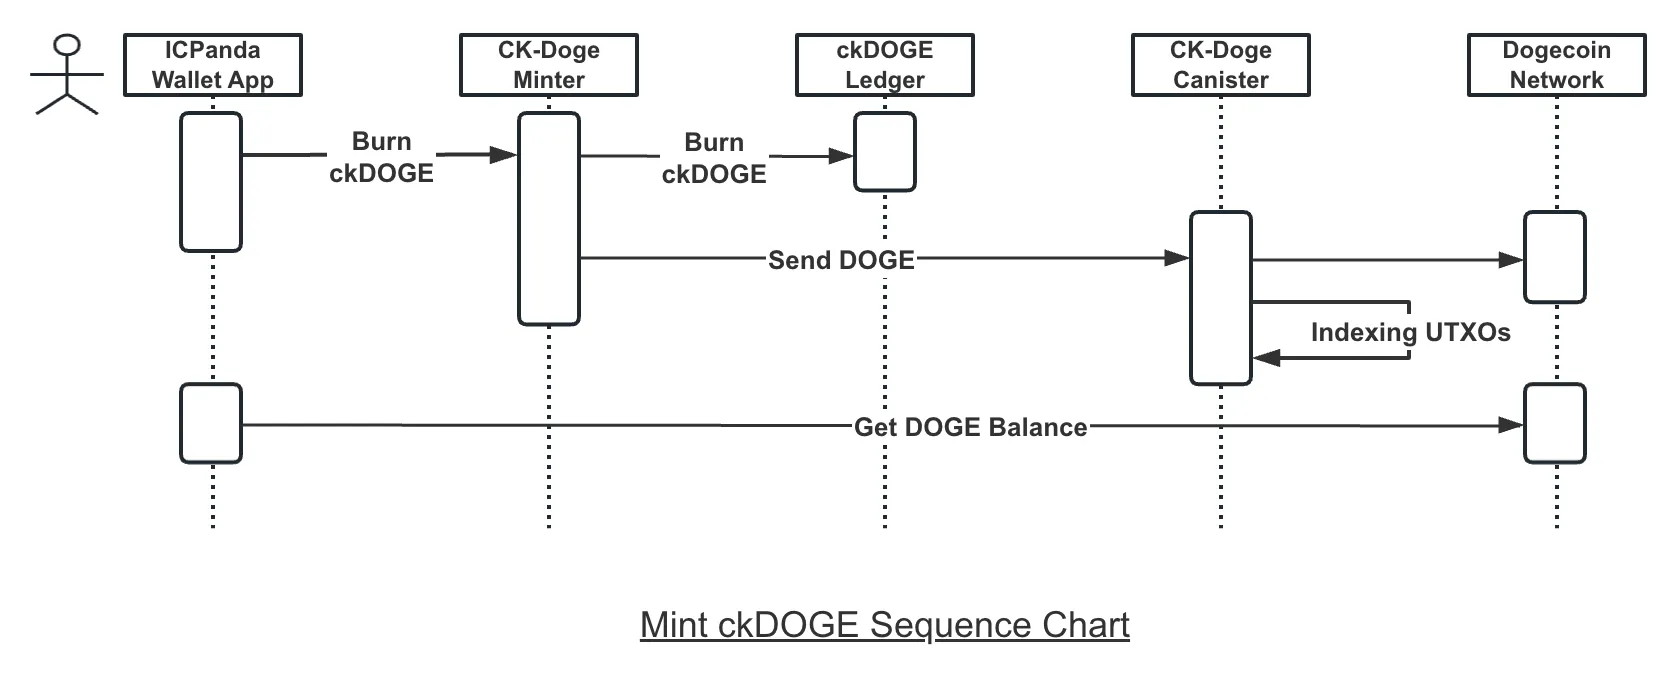 ICPanda
Wallet App
CK-Doge
Minter
ckDOGE
Ledger
CK-Doge
Canister
Dogecoin
Network
Burn
ckDOGE
Burn
ckDOGE
Send DOGE
Indexing UTXOs
Get DOGE Balance
Mint ckDOGE Sequence Chart